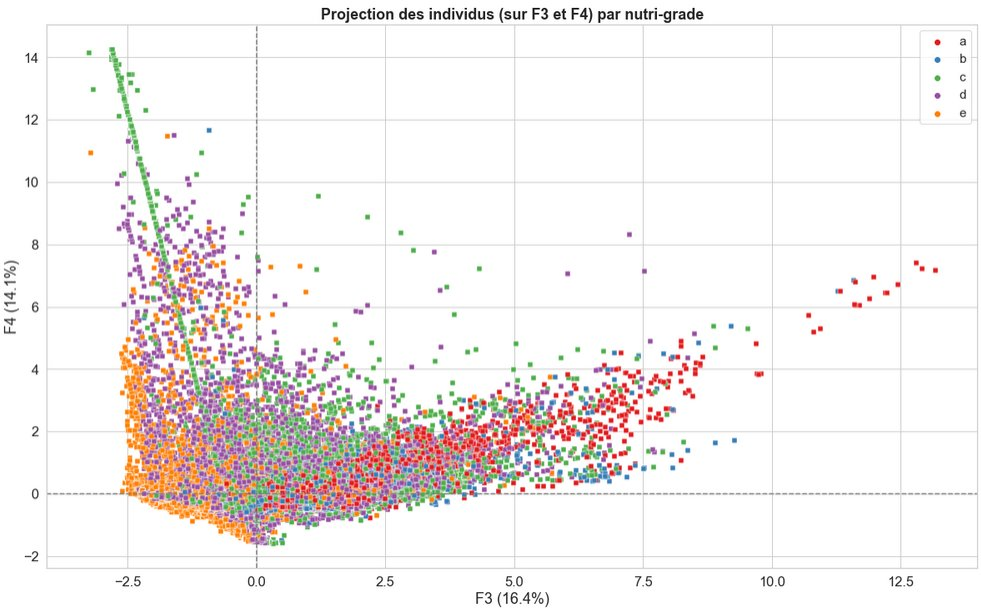 Projection des individus (sur F3 et F4) par nutri-grade
a
b
c
d
e
14
12
10
8
6
4
2
0
−2
F4 (14.1%)
−2.5 0.0 2.5 5.0 7.5 10.0 12.5
F3 (16.4%)